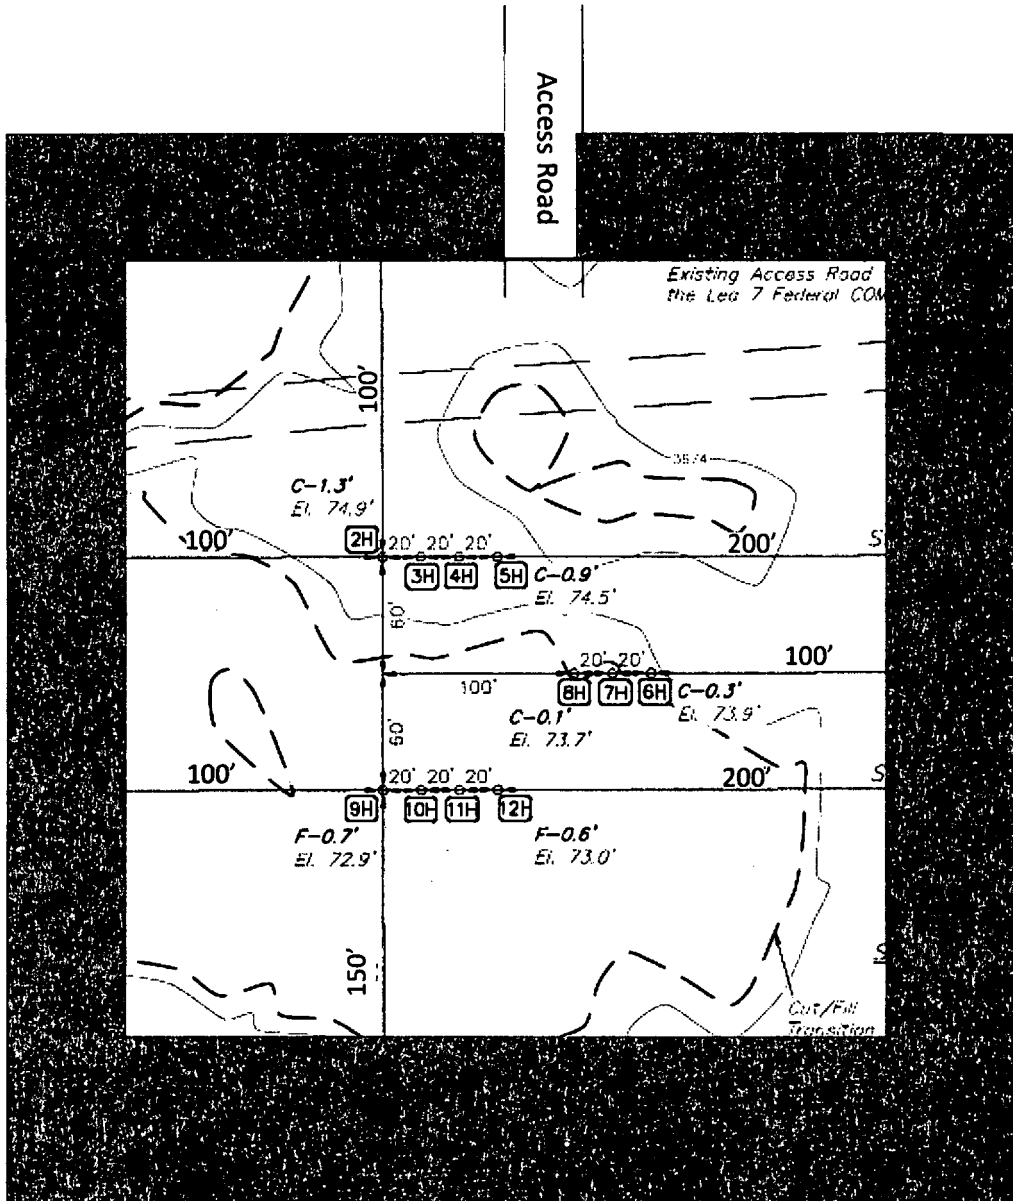 Access Road
Existing Access Road
the Lea 7 Federal COM
100'
3674
C-1.3'
El. 74.9'
100'
2H
20' 20' 20'
200'
S
3H 4H 5H
C-0.9'
El. 74.5'
60'
20' 20'
100'
100'
8H 7H 6H
C-0.3'
El. 73.9'
C-0.1'
El. 73.7'
60'
100'
20' 20' 20'
200'
S
9H 10H 11H 12H
F-0.7'
El. 72.9'
F-0.6'
El. 73.0'
150'
S
Cut/Fill
Transition